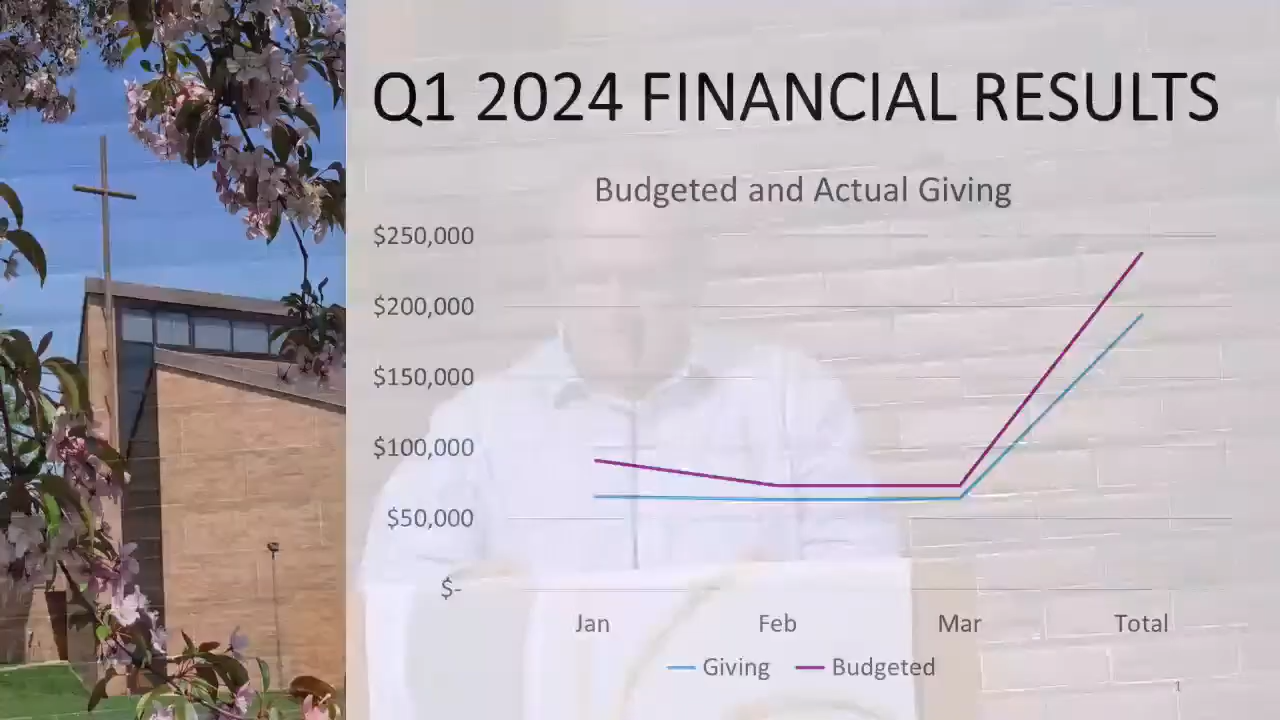 Q1 2024 FINANCIAL RESULTS
Budgeted and Actual Giving
$250,000
$200,000
$150,000
$100,000
$50,000
$-
Jan Feb Mar Total
Giving Budgeted
1